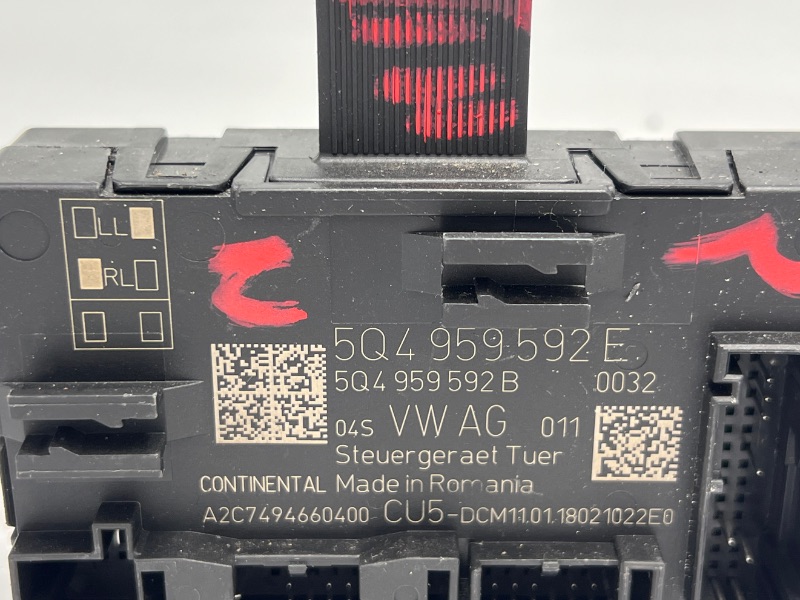 LL
RL
5Q4 959 592 E
5Q4 959 592 B 0032
04S VW AG 011
Steuergeraet Tuer
CONTINENTAL Made in Romania
A2C7494660400 CU5-DCM11.01.18021022E0